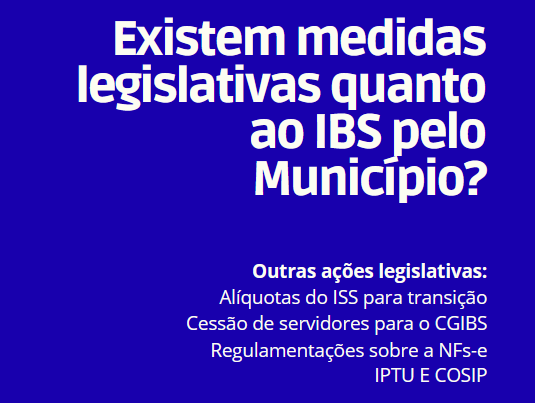 Existem medidas
legislativas quanto
ao IBS pelo
Município?
Outras ações legislativas:
Alíquotas do ISS para transição
Cessão de servidores para o CGIBS
Regulamentações sobre a NFs-e
IPTU E COSIP